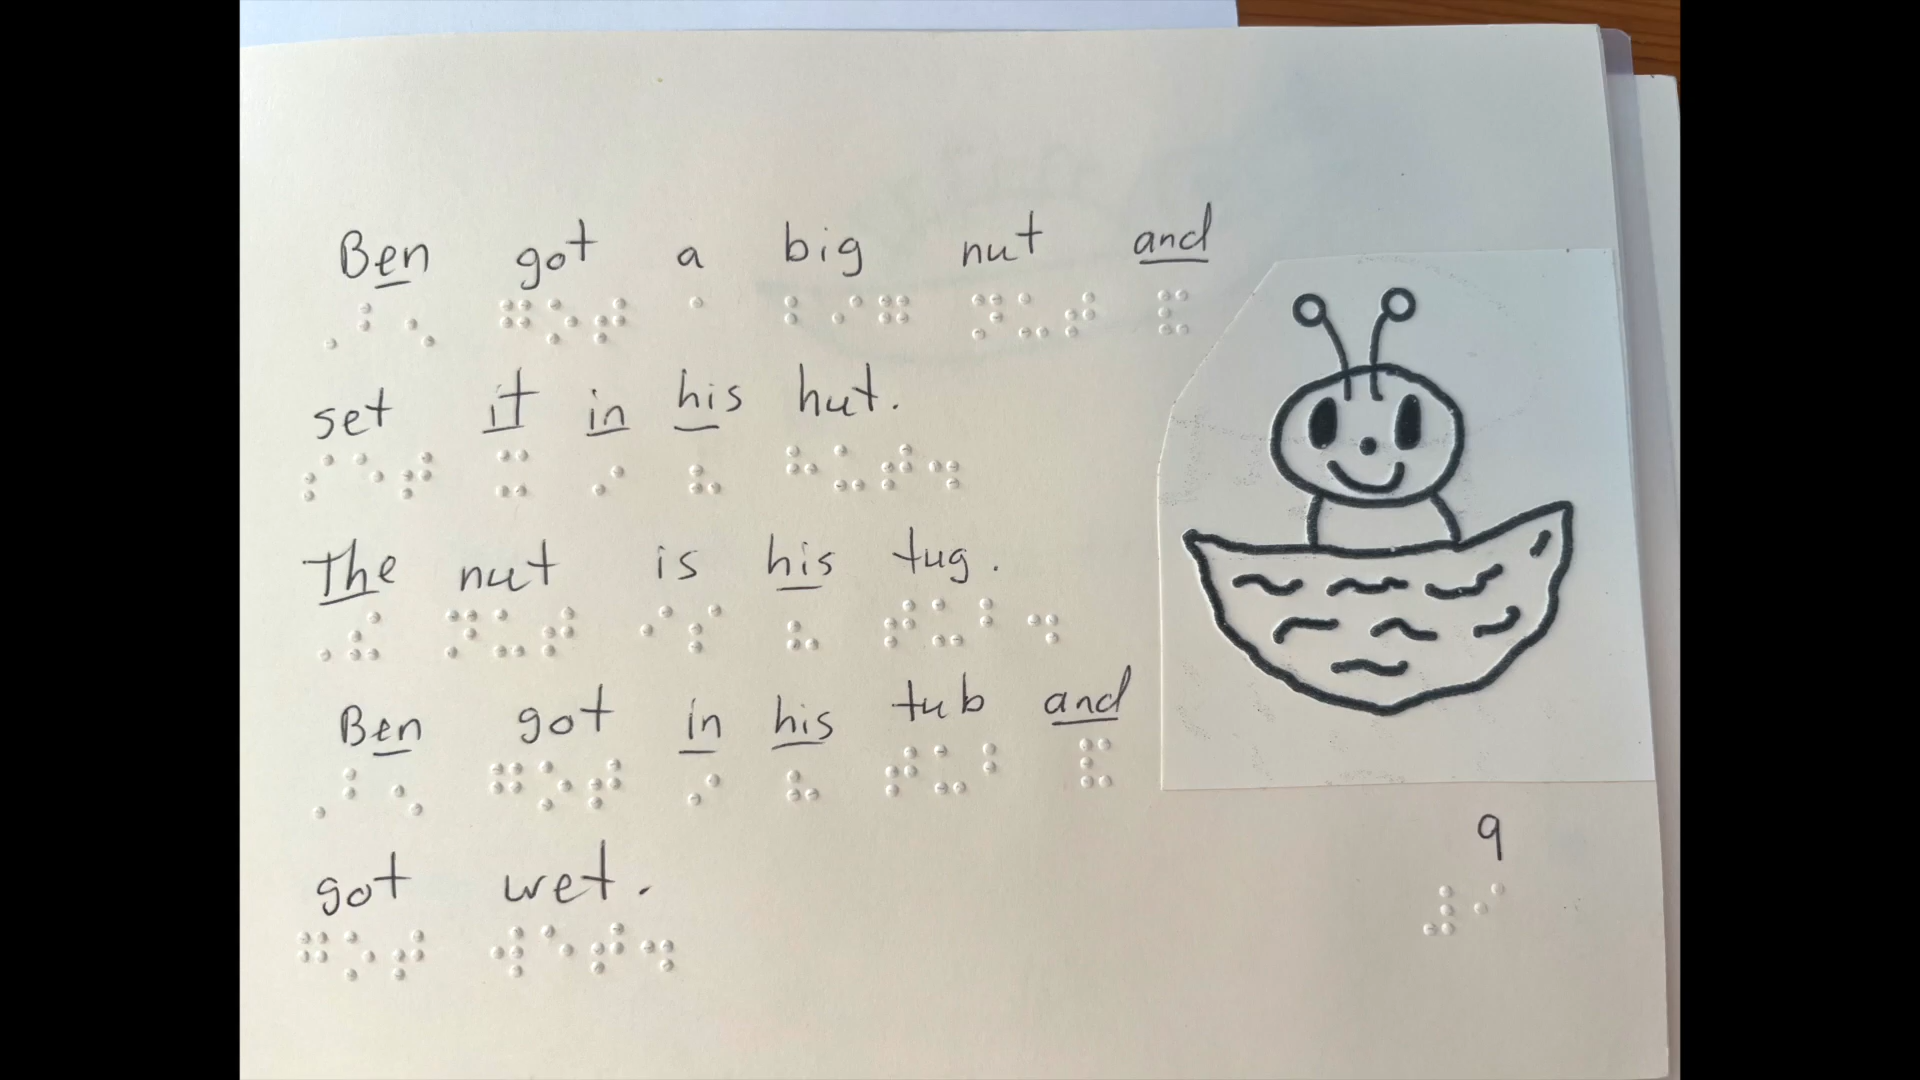 Ben got a big nut and
⠠⠃⠢ ⠛⠕⠞ ⠁ ⠃⠊⠛ ⠝⠥⠞ ⠯
set it in his hut.
⠎⠑⠞ ⠭ ⠔ ⠦ ⠓⠥⠞⠲
The nut is his tug.
⠠⠮ ⠝⠥⠞ ⠊⠎ ⠦ ⠞⠥⠛⠲
Ben got in his tub and
⠠⠃⠢ ⠛⠕⠞ ⠔ ⠦ ⠞⠥⠃ ⠯
got wet.
⠛⠕⠞ ⠺⠑⠞⠲
9
⠼⠊